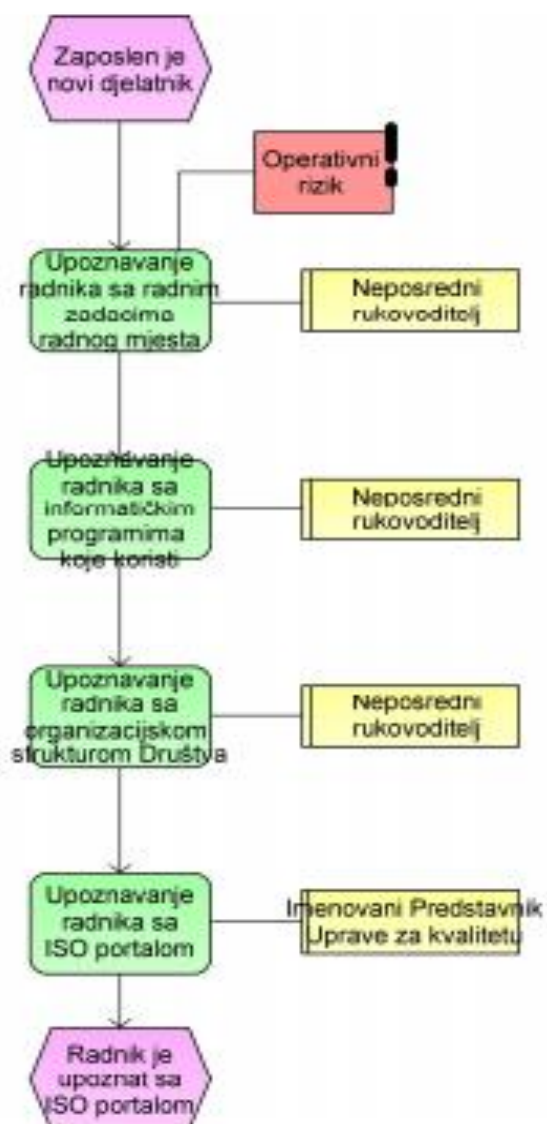 Zaposlen je
novi djelatnik
Operativni
rizik
Upoznavanje
radnika sa radnim
zadacima
radnog mjesta
Neposredni
rukovoditelj
Upoznavanje
radnika sa
informatičkim
programima
koje koristi
Neposredni
rukovoditelj
Upoznavanje
radnika sa
organizacijskom
strukturom Društva
Neposredni
rukovoditelj
Upoznavanje
radnika sa
ISO portalom
Imenovani Predstavnik
Uprave za kvalitetu
Radnik je
upoznat sa
ISO portalom